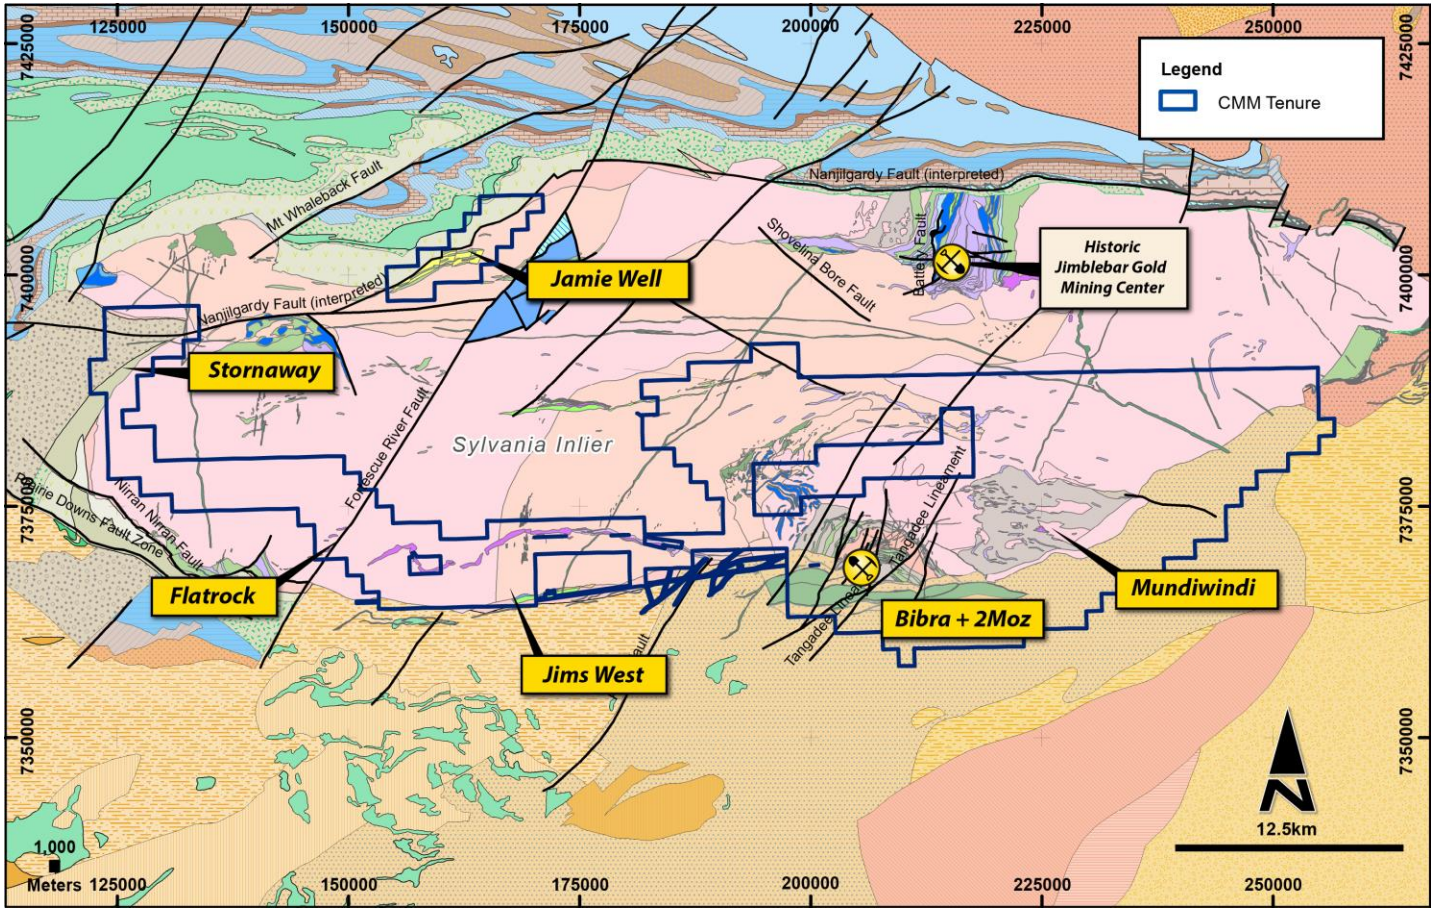 125000
150000
175000
200000
225000
250000
7425000
7425000
Legend
CMM Tenure
Mt Whaleback Fault
Nanjilgardy Fault (interpreted)
Shovelina Bore Fault
Battery Fault
Historic
Jimblebar Gold
Mining Center
7400000
7400000
Jamie Well
Nanjilgardy Fault (interpreted)
Stornaway
Sylvania Inlier
Fortescue River Fault
Tangadee Lineament
7375000
7375000
Nirran Nirran Fault
Prairie Downs Fault Zone
Flatrock
Mundiwindi
Bibra + 2Moz
Tangadee Linea
ault
Jims West
7350000
7350000
12.5km
1,000
Meters
125000
150000
175000
200000
225000
250000